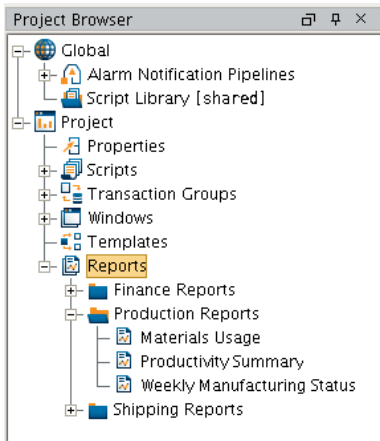 Project Browser
Global
Alarm Notification Pipelines
Script Library [shared]
Project
Properties
Scripts
Transaction Groups
Windows
Templates
Reports
Finance Reports
Production Reports
Materials Usage
Productivity Summary
Weekly Manufacturing Status
Shipping Reports